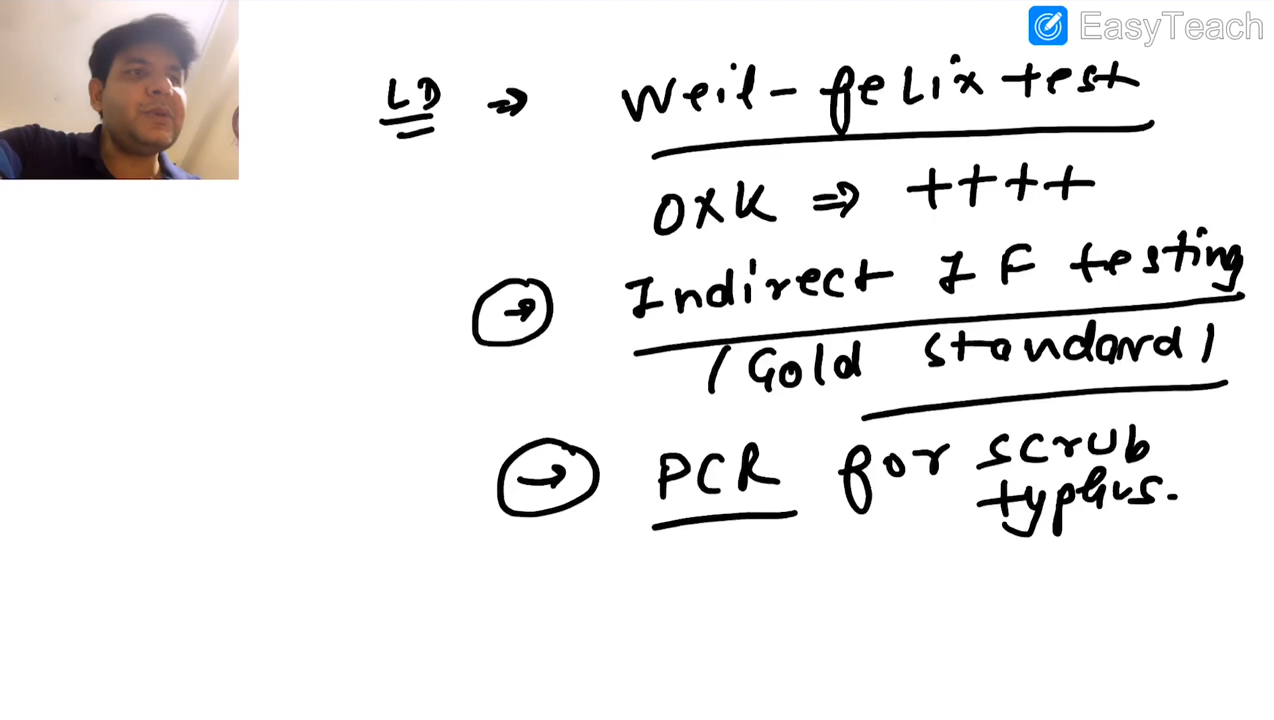 EasyTeach
LD → Weil-felix test
OXK ⇒ ++++
→ Indirect IF testing
(Gold standard)
→ PCR for scrub
typhus.